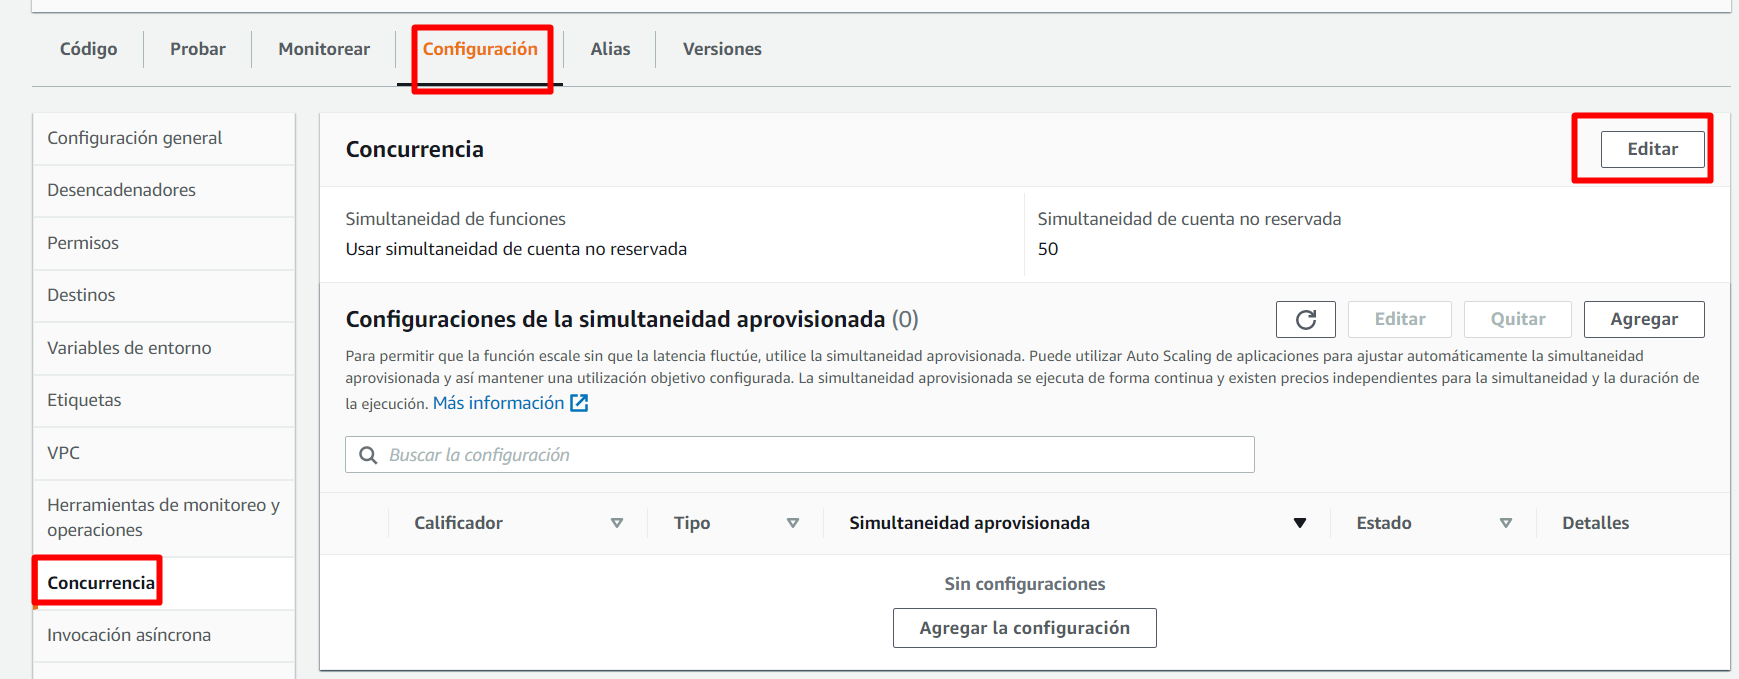 Código Probar Monitorear Configuración Alias Versiones
Configuración general
Desencadenadores
Permisos
Destinos
Variables de entorno
Etiquetas
VPC
Herramientas de monitoreo y
operaciones
Concurrencia
Invocación asíncrona
Concurrencia
Editar
Simultaneidad de funciones
Usar simultaneidad de cuenta no reservada
Simultaneidad de cuenta no reservada
50
Configuraciones de la simultaneidad aprovisionada (0)
Editar Quitar Agregar
Para permitir que la función escale sin que la latencia fluctúe, utilice la simultaneidad aprovisionada. Puede utilizar Auto Scaling de aplicaciones para ajustar automáticamente la simultaneidad
aprovisionada y así mantener una utilización objetivo configurada. La simultaneidad aprovisionada se ejecuta de forma continua y existen precios independientes para la simultaneidad y la duración de
la ejecución. Más información
Buscar la configuración
Calificador Tipo Simultaneidad aprovisionada Estado Detalles
Sin configuraciones
Agregar la configuración